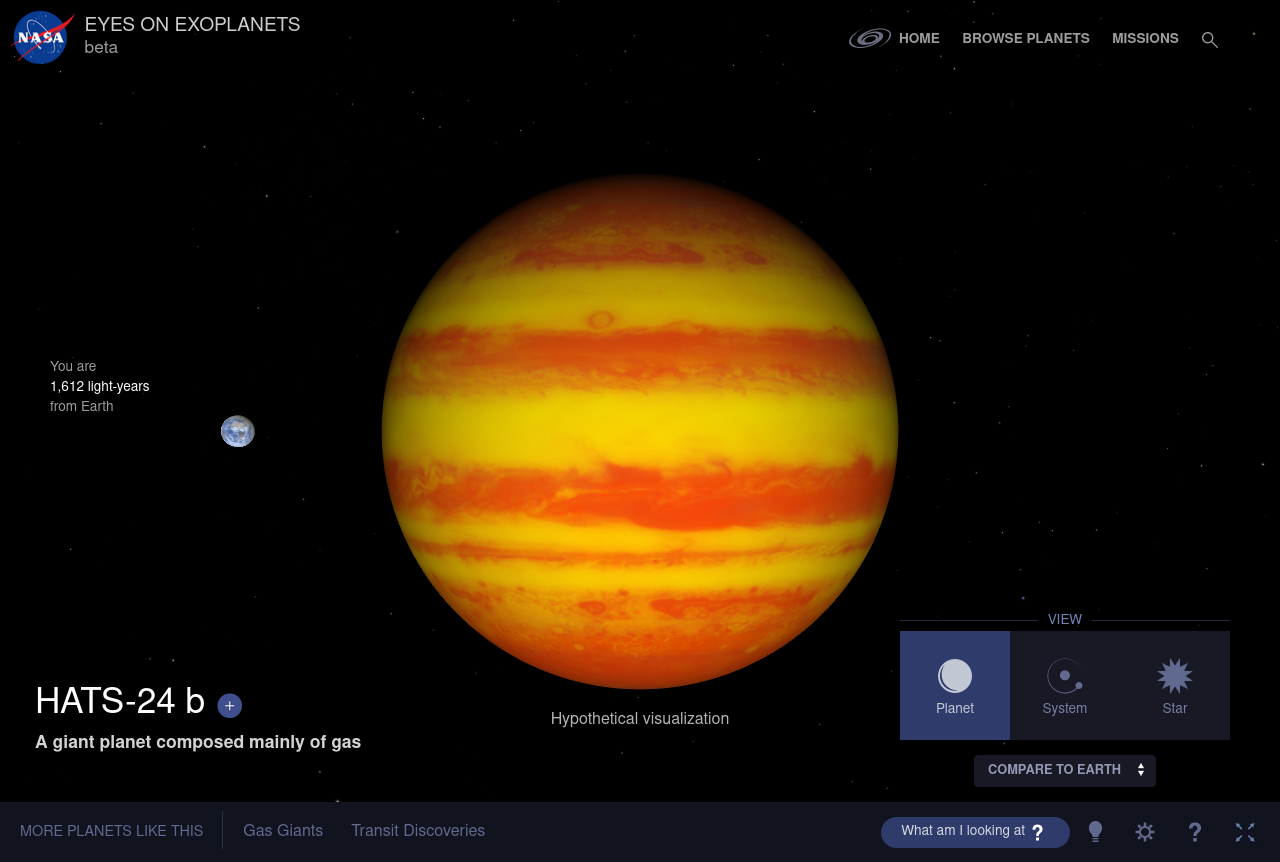 NASA
EYES ON EXOPLANETS
beta
HOME
BROWSE PLANETS
MISSIONS
You are
1,612 light-years
from Earth
VIEW
Planet
System
Star
HATS-24 b +
A giant planet composed mainly of gas
Hypothetical visualization
COMPARE TO EARTH
MORE PLANETS LIKE THIS
Gas Giants
Transit Discoveries
What am I looking at ?
?